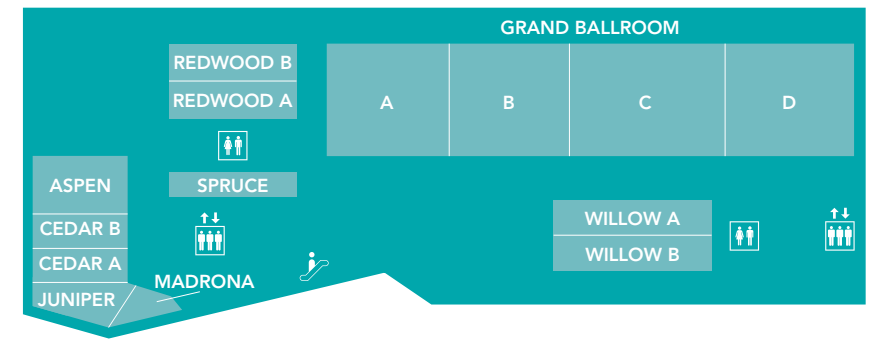 GRAND BALLROOM
REDWOOD B
REDWOOD A
A
B
C
D
ASPEN
SPRUCE
CEDAR B
WILLOW A
CEDAR A
WILLOW B
MADRONA
JUNIPER